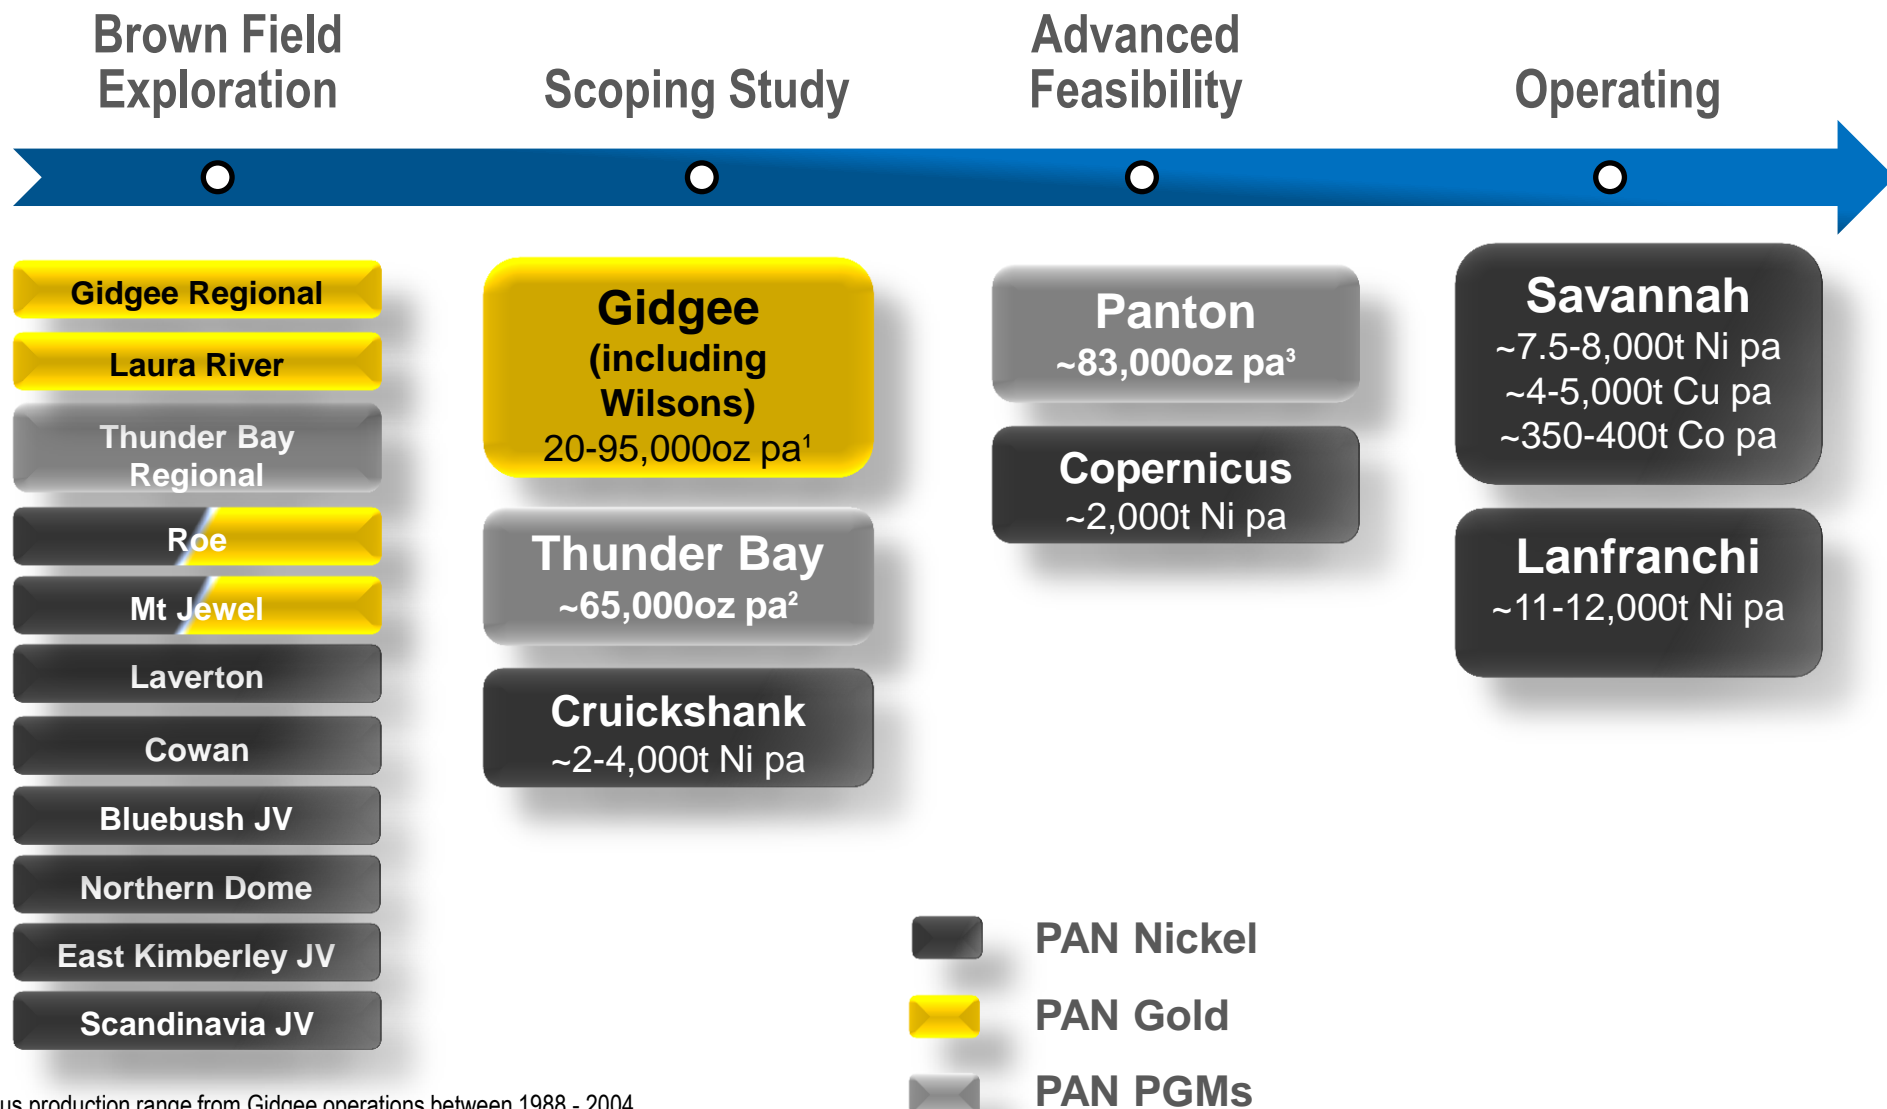 Brown Field
Exploration
Scoping Study
Advanced
Feasibility
Operating
Gidgee Regional
Laura River
Thunder Bay
Regional
Roe
Mt Jewel
Laverton
Cowan
Bluebush JV
Northern Dome
East Kimberley JV
Scandinavia JV
Gidgee
(including
Wilsons)
20-95,000oz pa¹
Thunder Bay
~65,000oz pa²
Cruickshank
~2-4,000t Ni pa
Panton
~83,000oz pa³
Copernicus
~2,000t Ni pa
Savannah
~7.5-8,000t Ni pa
~4-5,000t Cu pa
~350-400t Co pa
Lanfranchi
~11-12,000t Ni pa
PAN Nickel
PAN Gold
PAN PGMs
production range from Gidgee operations between 1988 - 2004